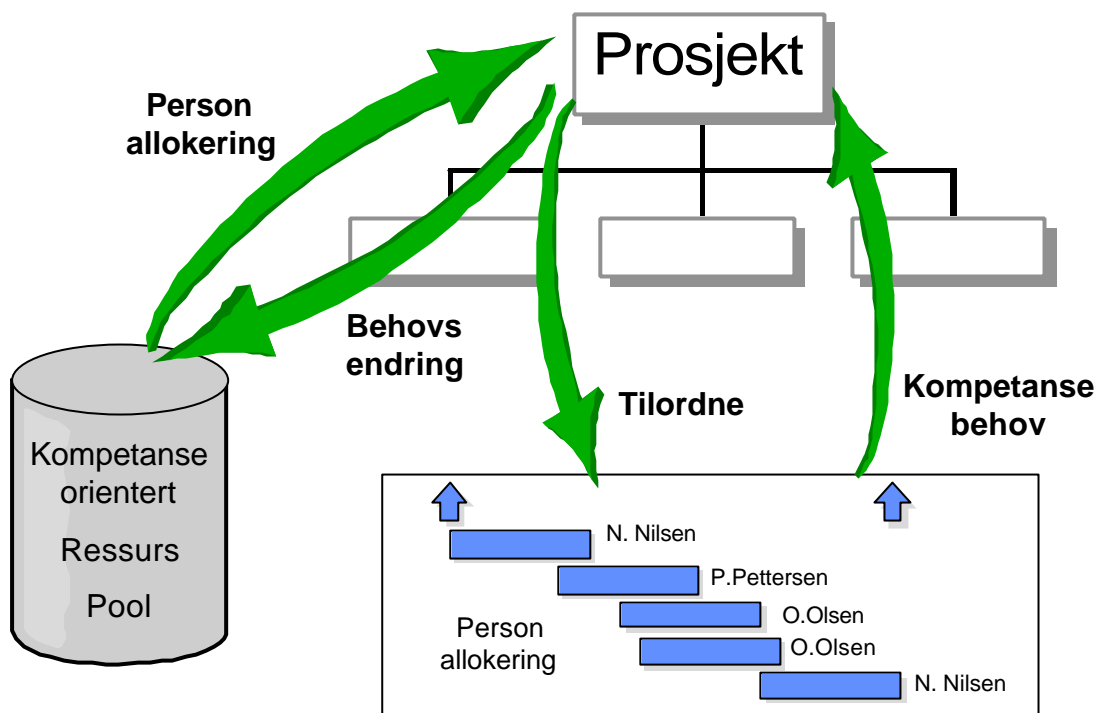 Prosjekt
Person
allokering
Behovs
endring
Tilordne
Kompetanse
behov
Kompetanse
orientert
Ressurs
Pool
N. Nilsen
P.Pettersen
O.Olsen
O.Olsen
N. Nilsen
Person
allokering